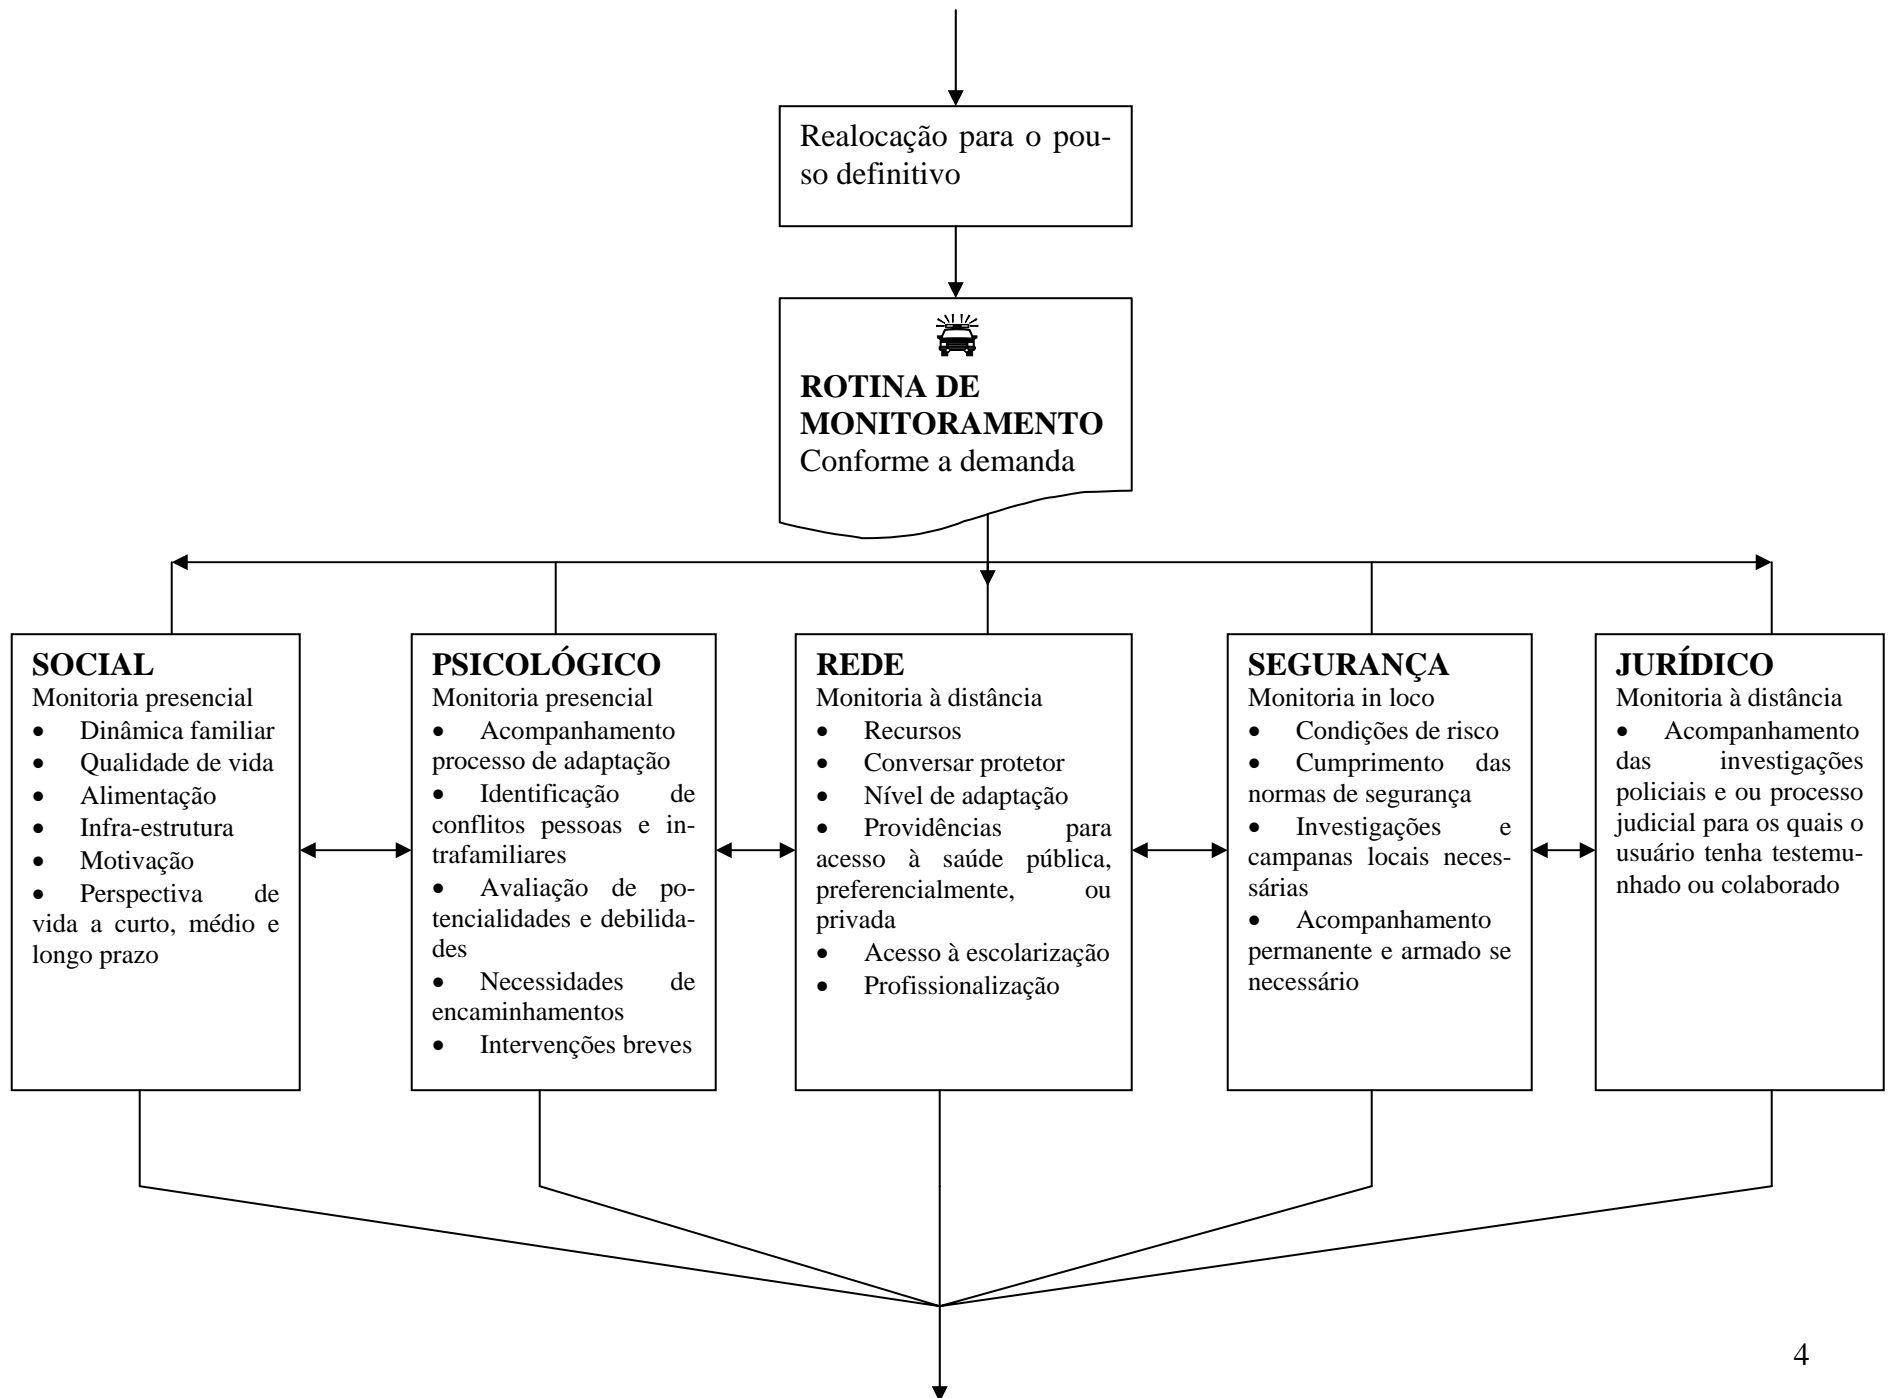 Realocação para o pou-
so definitivo
ROTINA DE
MONITORAMENTO
Conforme a demanda
SOCIAL
Monitoria presencial
• Dinâmica familiar
• Qualidade de vida
• Alimentação
• Infra-estrutura
• Motivação
• Perspectiva de
vida a curto, médio e
longo prazo
PSICOLÓGICO
Monitoria presencial
• Acompanhamento
processo de adaptação
• Identificação de
conflitos pessoas e in-
trafamiliares
• Avaliação de po-
tencialidades e debilida-
des
• Necessidades de
encaminhamentos
• Intervenções breves
REDE
Monitoria à distância
• Recursos
• Conversar protetor
• Nível de adaptação
• Providências para
acesso à saúde pública,
preferencialmente, ou
privada
• Acesso à escolarização
• Profissionalização
SEGURANÇA
Monitoria in loco
• Condições de risco
• Cumprimento das
normas de segurança
• Investigações e
campanas locais neces-
sárias
• Acompanhamento
permanente e armado se
necessário
JURÍDICO
Monitoria à distância
• Acompanhamento
das investigações
policiais e ou processo
judicial para os quais o
usuário tenha testemu-
nhado ou colaborado
4